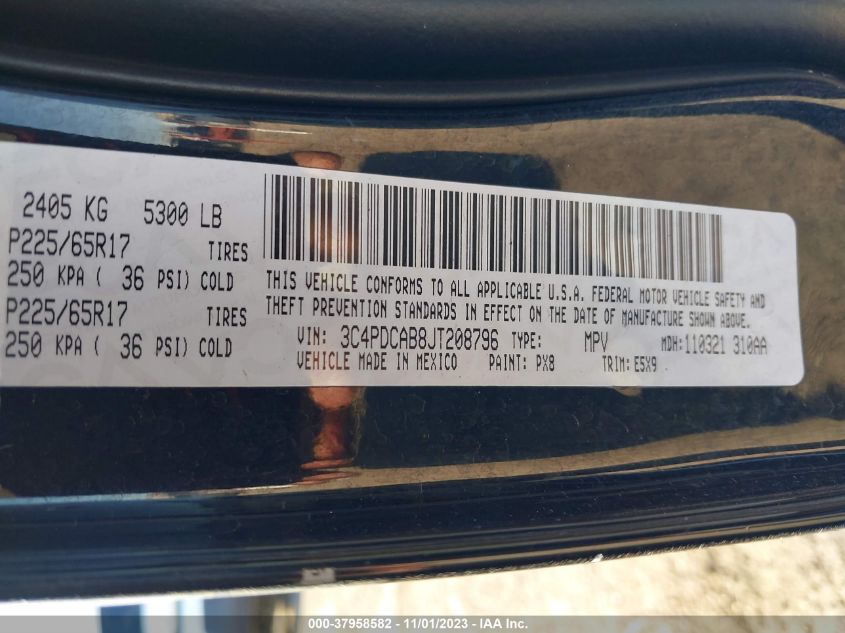 2405 KG 5300 LB
P225/65R17 TIRES
250 KPA ( 36 PSI) COLD
P225/65R17 TIRES
250 KPA ( 36 PSI) COLD
THIS VEHICLE CONFORMS TO ALL APPLICABLE U.S.A. FEDERAL MOTOR VEHICLE SAFETY AND
THEFT PREVENTION STANDARDS IN EFFECT ON THE DATE OF MANUFACTURE SHOWN ABOVE.
VIN: 3C4PDCAB8JT208796 TYPE: MPV MDH: 110321 310AA
VEHICLE MADE IN MEXICO PAINT: PX8 TRIM: E5X9
000-37958582 - 11/01/2023 - IAA Inc.